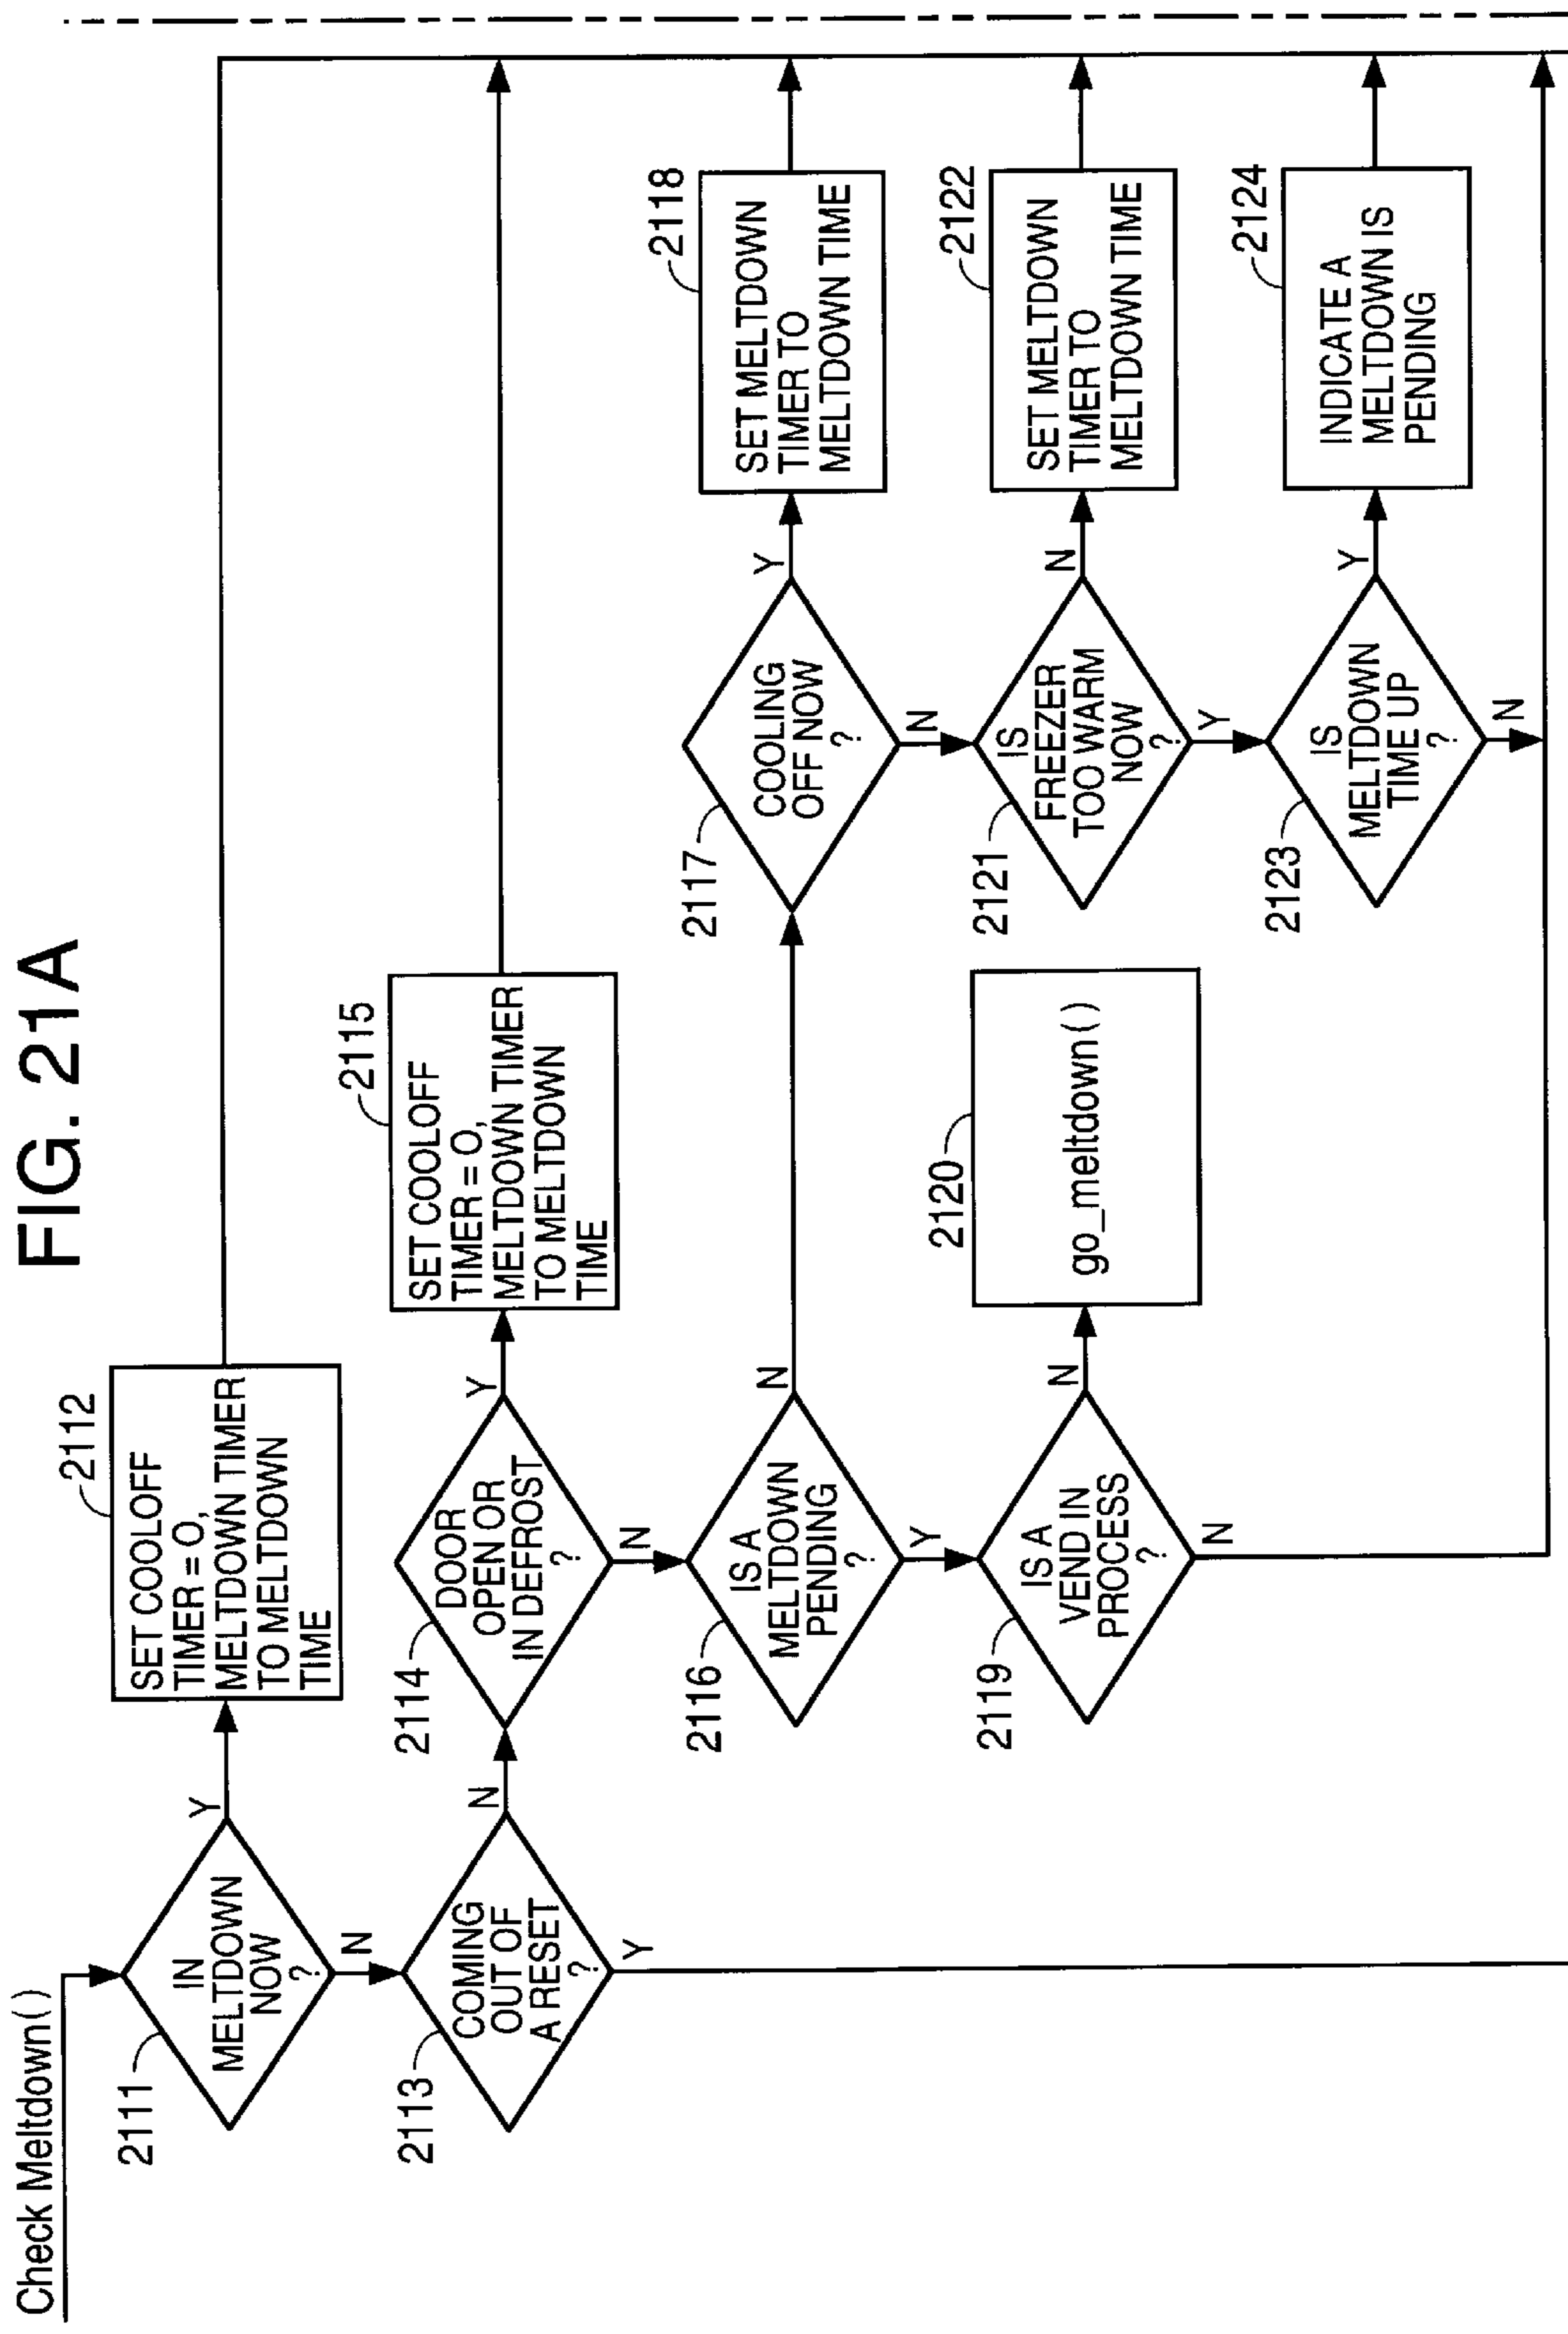 FIG. 21A
Check Meltdown()
2111
IN
MELTDOWN
NOW
?
Y
N
2112
SET COOLOFF
TIMER = 0,
MELTDOWN TIMER
TO MELTDOWN
TIME
2113
COMING
OUT OF
A RESET
?
N
Y
2114
DOOR
OPEN OR
IN DEFROST
?
Y
N
2115
SET COOLOFF
TIMER = 0,
MELTDOWN TIMER
TO MELTDOWN
TIME
2116
IS A
MELTDOWN
PENDING
?
N
Y
2117
COOLING
OFF NOW
?
Y
N
2118
SET MELTDOWN
TIMER TO
MELTDOWN TIME
2119
IS A
VEND IN
PROCESS
?
N
N
2120
go_meltdown()
2121
IS
FREEZER
TOO WARM
NOW
?
N
Y
2122
SET MELTDOWN
TIMER TO
MELTDOWN TIME
2123
IS
MELTDOWN
TIME UP
?
Y
N
2124
INDICATE A
MELTDOWN IS
PENDING